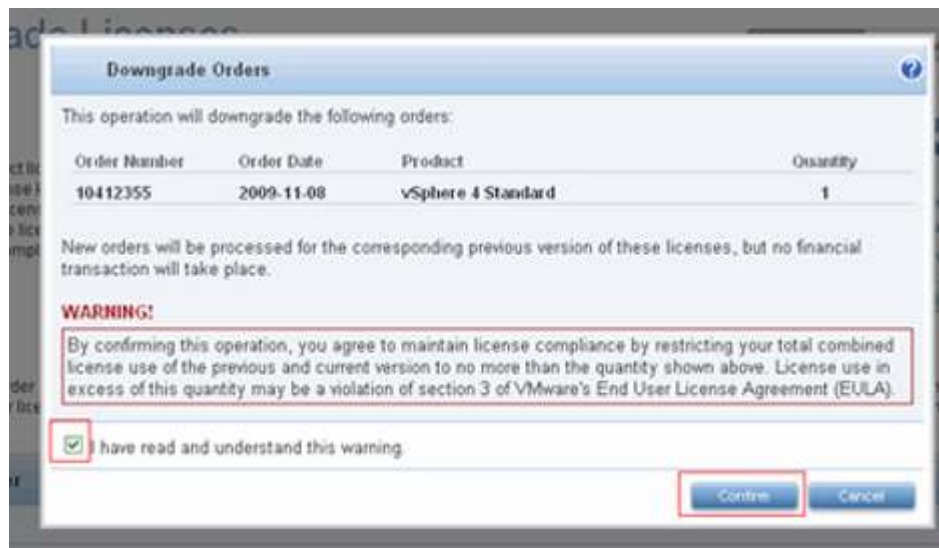 Downgrade Orders
This operation will downgrade the following orders:
Order Number Order Date Product Quantity
10412355 2009-11-08 vSphere 4 Standard 1
New orders will be processed for the corresponding previous version of these licenses, but no financial
transaction will take place.
WARNING!
By confirming this operation, you agree to maintain license compliance by restricting your total combined
license use of the previous and current version to no more than the quantity shown above. License use in
excess of this quantity may be a violation of section 3 of VMware's End User License Agreement (EULA).
I have read and understand this warning
Confirm Cancel